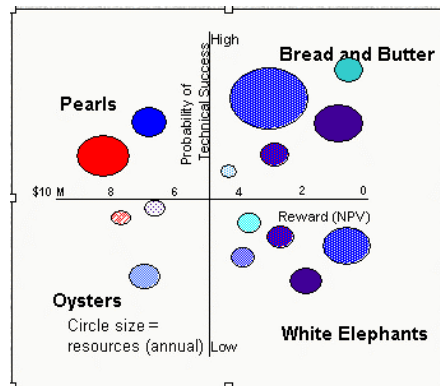 High
Bread and Butter
Pearls
Probability of
Technical Success
$10 M 8 6 4 2 0
Reward (NPV)
Oysters
Circle size =
resources (annual)
Low
White Elephants